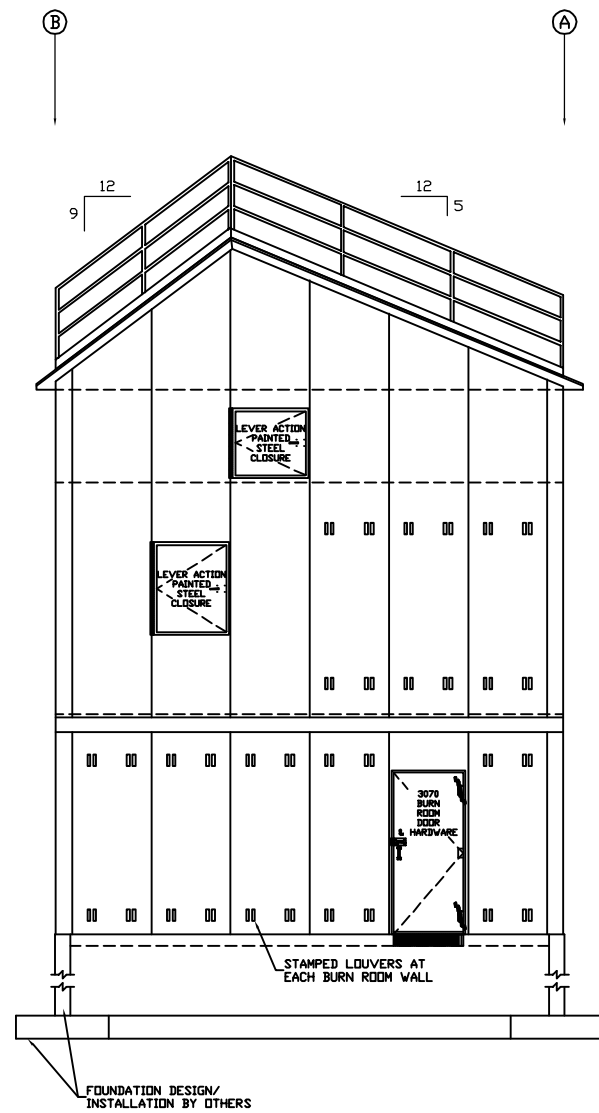 B
A
12
9
12
5
LEVER ACTION
PAINTED
STEEL
CLOSURE
LEVER ACTION
PAINTED
STEEL
CLOSURE
3070
BURN
ROOM
DOOR
& HARDWARE
STAMPED LOUVERS AT
EACH BURN ROOM WALL
FOUNDATION DESIGN/
INSTALLATION BY OTHERS